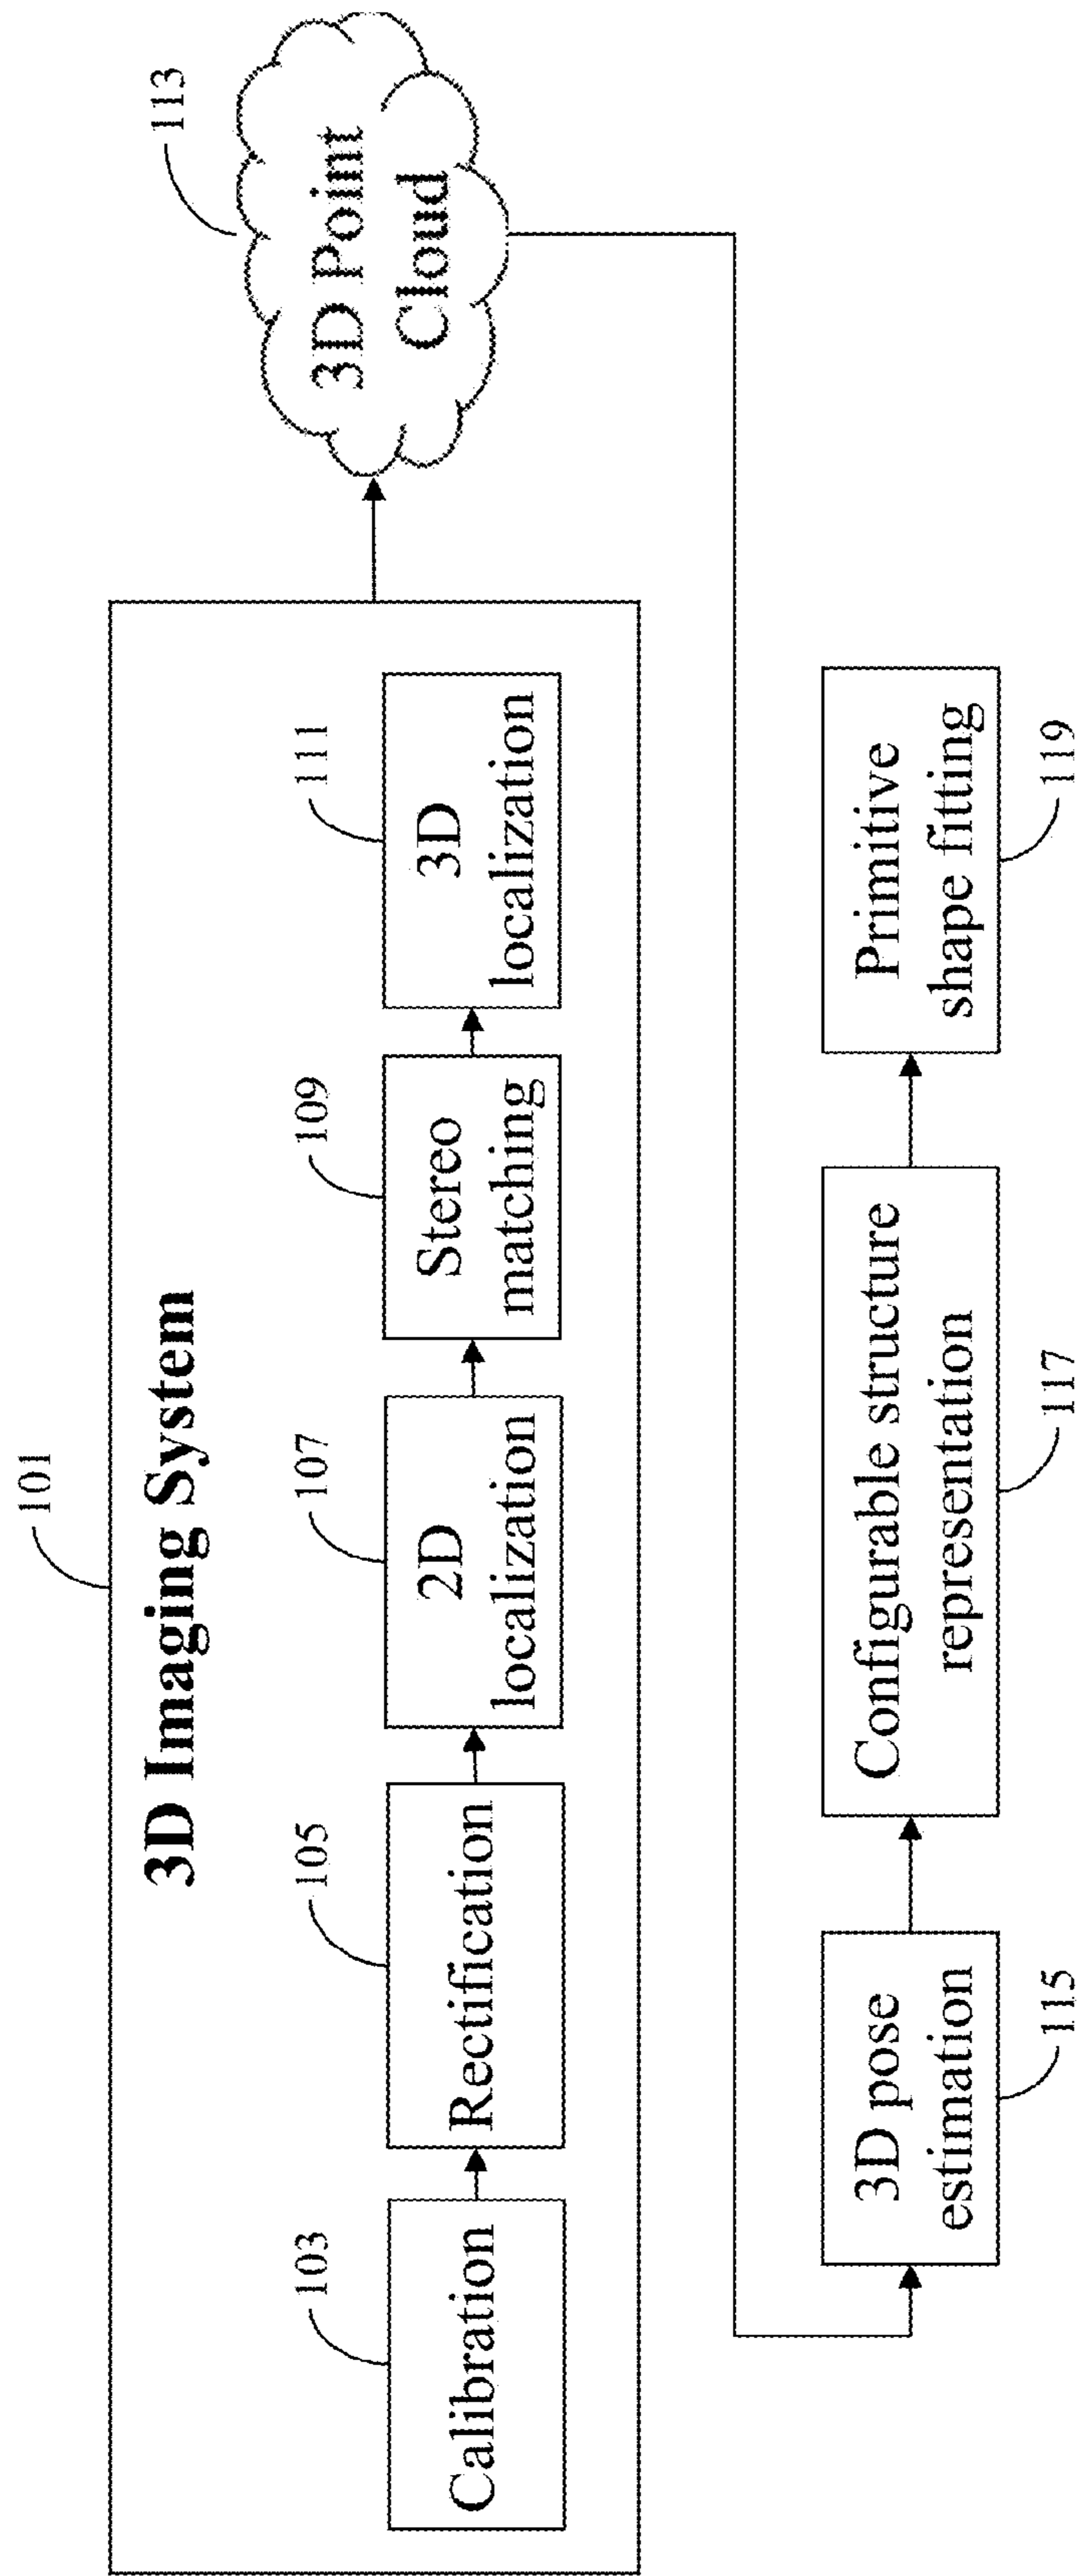 101
3D Imaging System
103
Calibration
105
Rectification
107
2D
localization
109
Stereo
matching
111
3D
localization
113
3D Point
Cloud
3D pose
estimation
115
Configurable structure
representation
117
Primitive
shape fitting
119